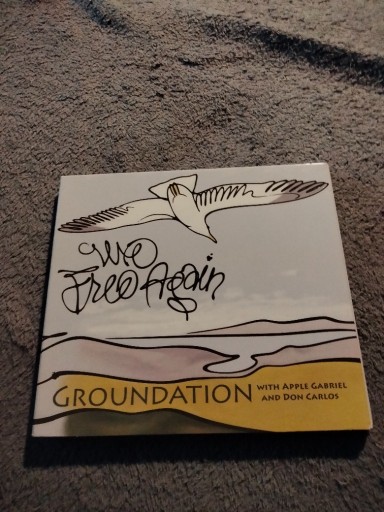 We
Free Again
GROUNDATION
WITH APPLE GABRIEL
AND DON CARLOS